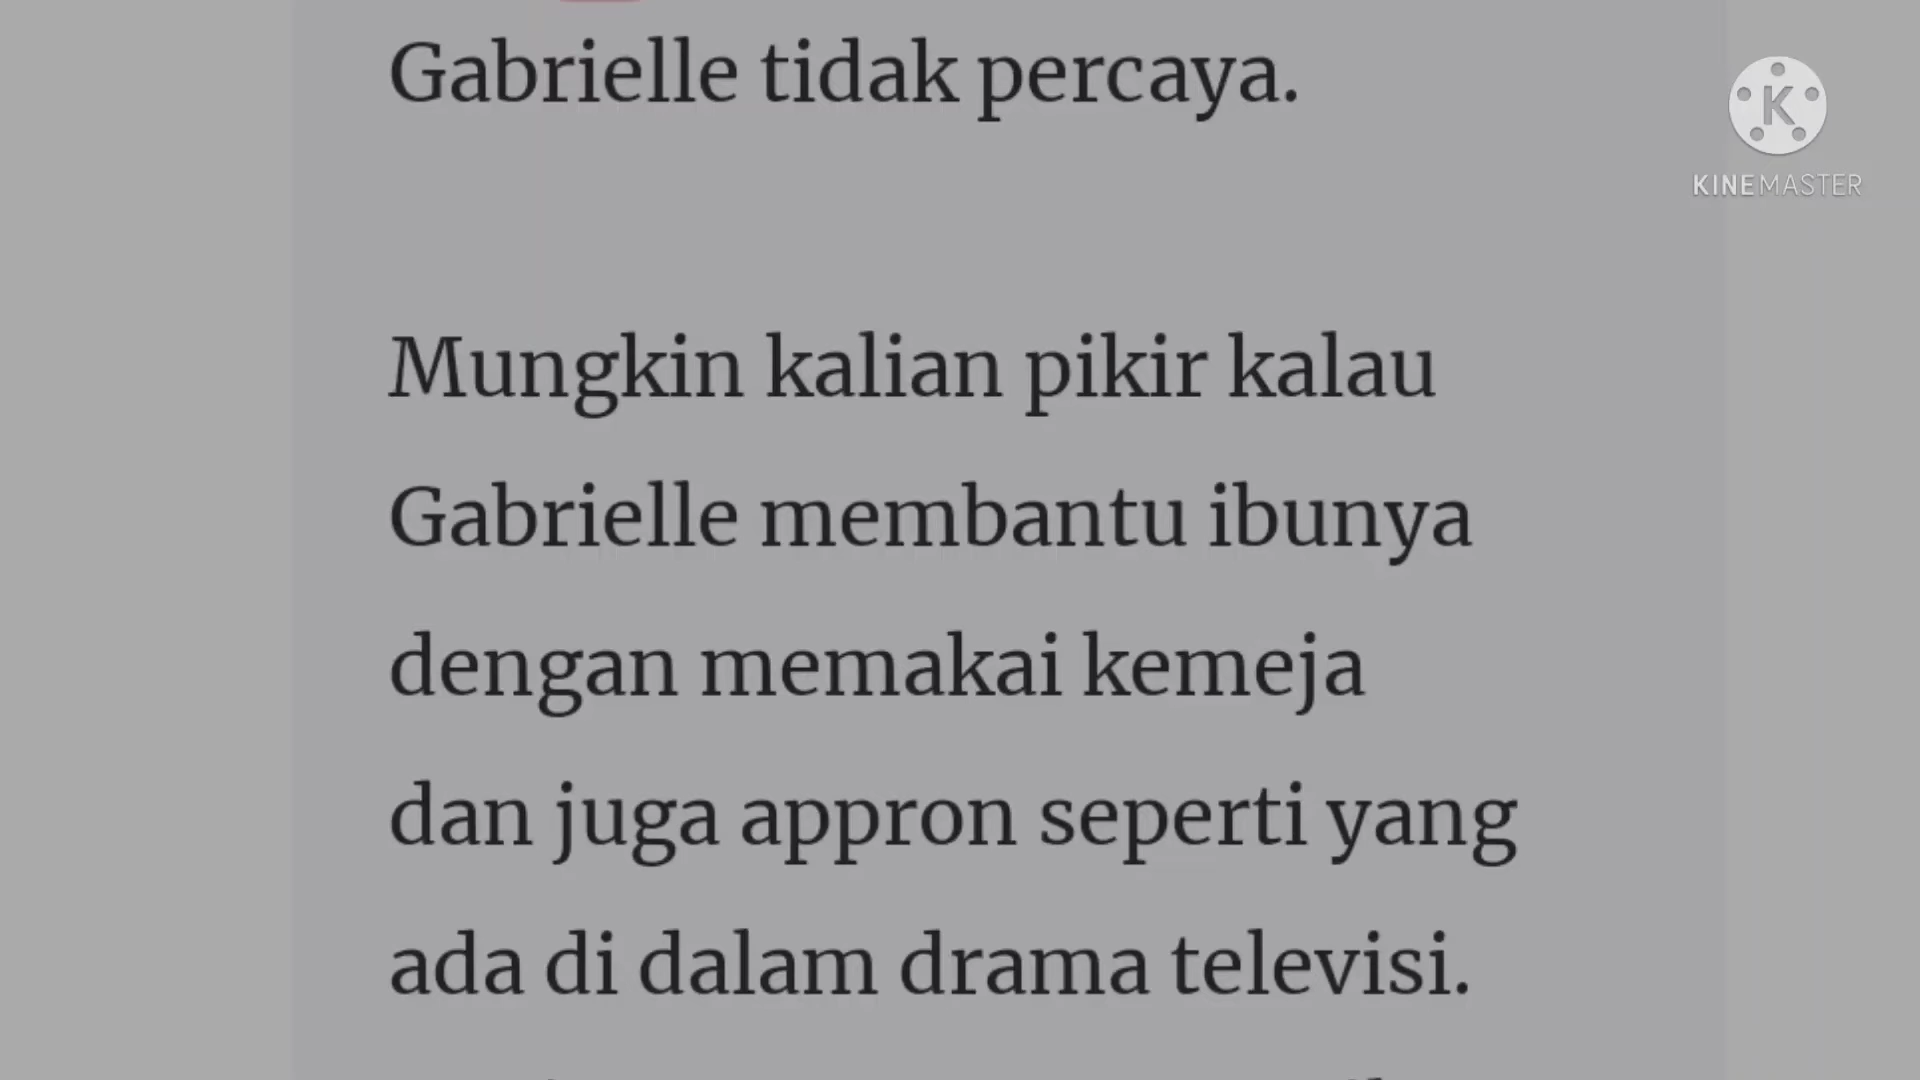 Gabrielle tidak percaya.
K
KINEMASTER
Mungkin kalian pikir kalau
Gabrielle membantu ibunya
dengan memakai kemeja
dan juga appron seperti yang
ada di dalam drama televisi.